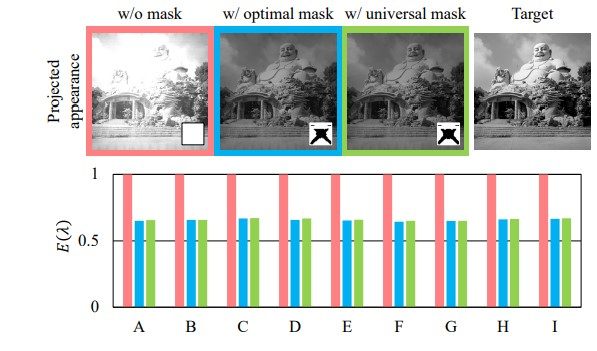 w/o mask w/ optimal mask w/ universal mask Target
Projected
appearance
1
E(λ) 0.5
0
A B C D E F G H I